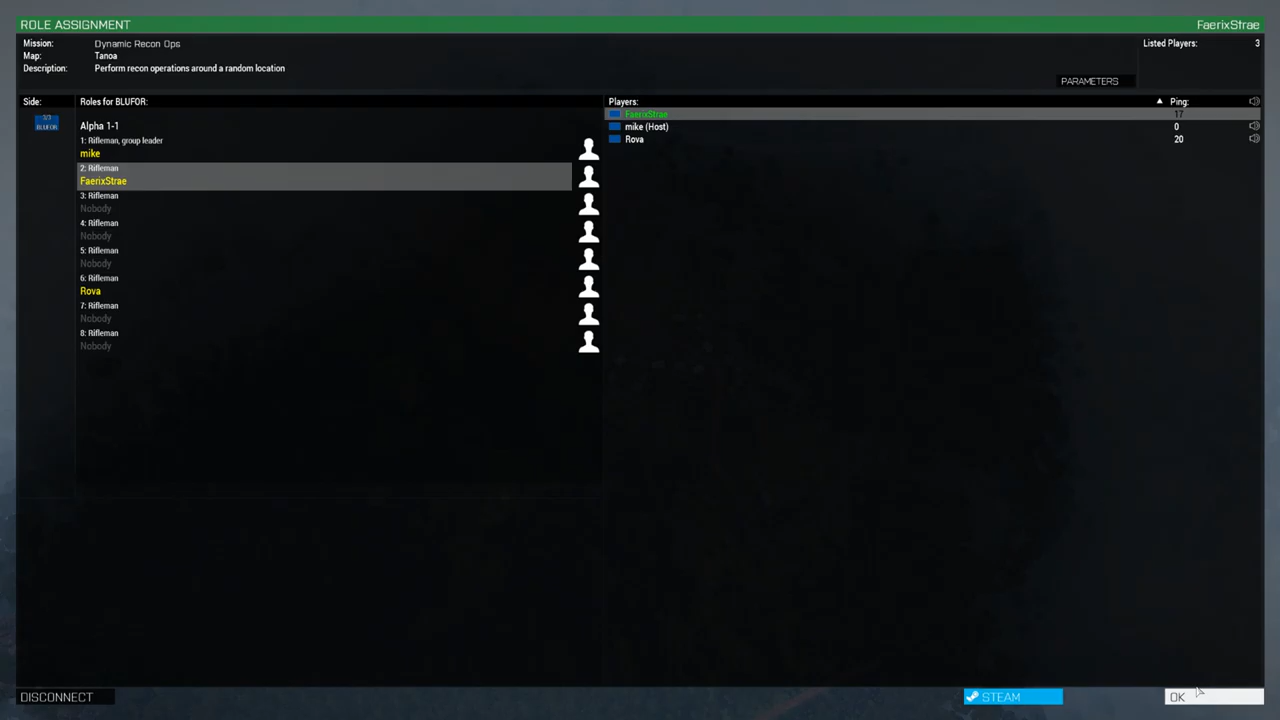 ROLE ASSIGNMENT FaerixStrae
Mission: Dynamic Recon Ops Listed Players: 3
Map: Tanoa
Description: Perform recon operations around a random location
PARAMETERS
Side: Roles for BLUFOR: Players: Ping:
FaerixStrae 17
BLUFOR
Alpha 1-1 mike (Host) 0
1: Rifleman, group leader Rova 20
mike
2: Rifleman
FaerixStrae
3: Rifleman
Nobody
4: Rifleman
Nobody
5: Rifleman
Nobody
6: Rifleman
Rova
7: Rifleman
Nobody
8: Rifleman
Nobody
DISCONNECT STEAM OK